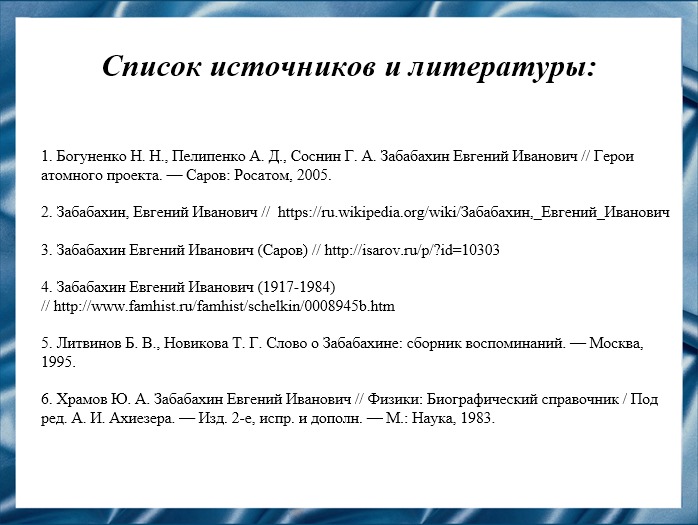 Список источников и литературы:
1. Богуненко Н. Н., Пелипенко А. Д., Соснин Г. А. Забабахин Евгений Иванович // Герои
атомного проекта. — Саров: Росатом, 2005.
2. Забабахин, Евгений Иванович //  https://ru.wikipedia.org/wiki/Забабахин,_Евгений_Иванович
3. Забабахин Евгений Иванович (Саров) // http://isarov.ru/p/?id=10303
4. Забабахин Евгений Иванович (1917-1984)
// http://www.famhist.ru/famhist/schelkin/0008945b.htm
5. Литвинов Б. В., Новикова Т. Г. Слово о Забабахине: сборник воспоминаний. — Москва,
1995.
6. Храмов Ю. А. Забабахин Евгений Иванович // Физики: Биографический справочник / Под
ред. А. И. Ахиезера. — Изд. 2-е, испр. и дополн. — М.: Наука, 1983.